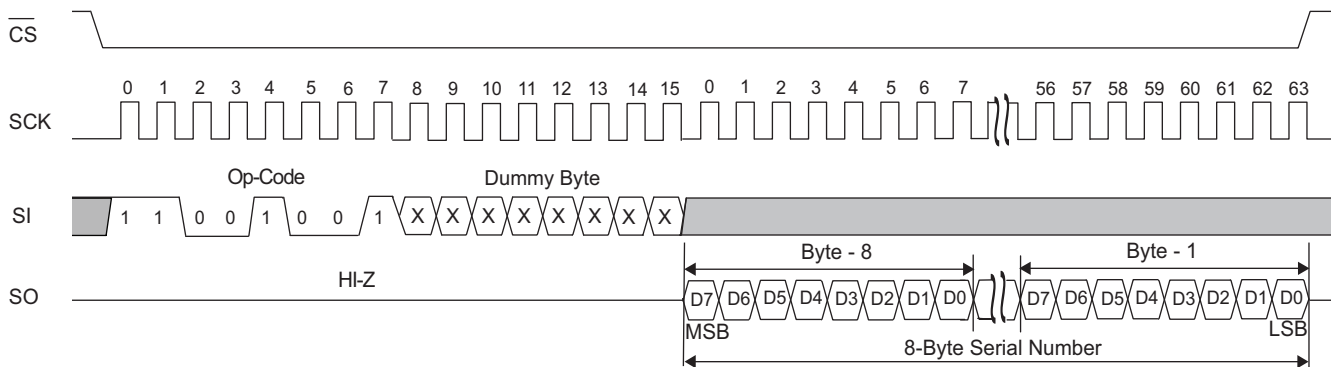 CS
0 1 2 3 4 5 6 7 8 9 10 11 12 13 14 15 0 1 2 3 4 5 6 7 56 57 58 59 60 61 62 63
SCK
Op-Code Dummy Byte
SI 1 1 0 0 1 0 0 1 X X X X X X X X
Byte - 8 Byte - 1
HI-Z
SO D7 D6 D5 D4 D3 D2 D1 D0 D7 D6 D5 D4 D3 D2 D1 D0
MSB LSB
8-Byte Serial Number